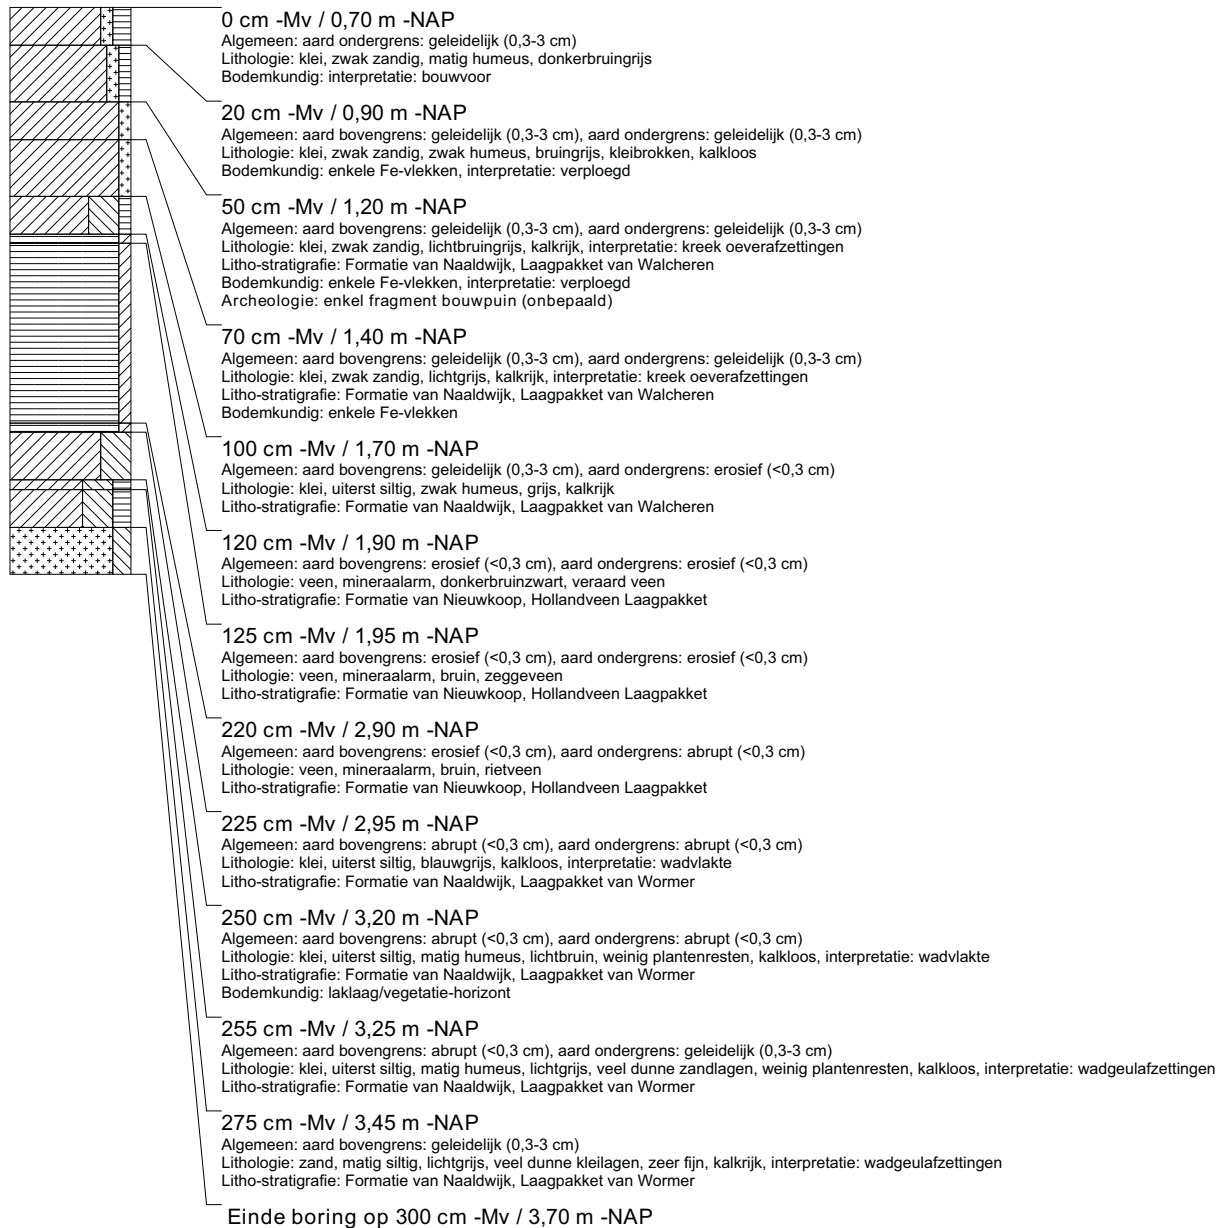 0 cm -Mv / 0,70 m -NAP
Algemeen: aard ondergrens: geleidelijk (0,3-3 cm)
Lithologie: klei, zwak zandig, matig humeus, donkerbruingrijs
Bodemkundig: interpretatie: bouwvoor
20 cm -Mv / 0,90 m -NAP
Algemeen: aard bovengrens: geleidelijk (0,3-3 cm), aard ondergrens: geleidelijk (0,3-3 cm)
Lithologie: klei, zwak zandig, zwak humeus, bruingrijs, kleibrokken, kalkloos
Bodemkundig: enkele Fe-vlekken, interpretatie: verploegd
50 cm -Mv / 1,20 m -NAP
Algemeen: aard bovengrens: geleidelijk (0,3-3 cm), aard ondergrens: geleidelijk (0,3-3 cm)
Lithologie: klei, zwak zandig, lichtbruingrijs, kalkrijk, interpretatie: kreek oeverafzettingen
Litho-stratigrafie: Formatie van Naaldwijk, Laagpakket van Walcheren
Bodemkundig: enkele Fe-vlekken, interpretatie: verploegd
Archeologie: enkel fragment bouwpuin (onbepaald)
70 cm -Mv / 1,40 m -NAP
Algemeen: aard bovengrens: geleidelijk (0,3-3 cm), aard ondergrens: geleidelijk (0,3-3 cm)
Lithologie: klei, zwak zandig, lichtgrijs, kalkrijk, interpretatie: kreek oeverafzettingen
Litho-stratigrafie: Formatie van Naaldwijk, Laagpakket van Walcheren
Bodemkundig: enkele Fe-vlekken
100 cm -Mv / 1,70 m -NAP
Algemeen: aard bovengrens: geleidelijk (0,3-3 cm), aard ondergrens: erosief (<0,3 cm)
Lithologie: klei, uiterst siltig, zwak humeus, grijs, kalkrijk
Litho-stratigrafie: Formatie van Naaldwijk, Laagpakket van Walcheren
120 cm -Mv / 1,90 m -NAP
Algemeen: aard bovengrens: erosief (<0,3 cm), aard ondergrens: erosief (<0,3 cm)
Lithologie: veen, mineraalarm, donkerbruinzwart, veraard veen
Litho-stratigrafie: Formatie van Nieuwkoop, Hollandveen Laagpakket
125 cm -Mv / 1,95 m -NAP
Algemeen: aard bovengrens: erosief (<0,3 cm), aard ondergrens: erosief (<0,3 cm)
Lithologie: veen, mineraalarm, bruin, zeggeveen
Litho-stratigrafie: Formatie van Nieuwkoop, Hollandveen Laagpakket
220 cm -Mv / 2,90 m -NAP
Algemeen: aard bovengrens: erosief (<0,3 cm), aard ondergrens: abrupt (<0,3 cm)
Lithologie: veen, mineraalarm, bruin, rietveen
Litho-stratigrafie: Formatie van Nieuwkoop, Hollandveen Laagpakket
225 cm -Mv / 2,95 m -NAP
Algemeen: aard bovengrens: abrupt (<0,3 cm), aard ondergrens: abrupt (<0,3 cm)
Lithologie: klei, uiterst siltig, blauwgrijs, kalkloos, interpretatie: wadvlakte
Litho-stratigrafie: Formatie van Naaldwijk, Laagpakket van Wormer
250 cm -Mv / 3,20 m -NAP
Algemeen: aard bovengrens: abrupt (<0,3 cm), aard ondergrens: abrupt (<0,3 cm)
Lithologie: klei, uiterst siltig, matig humeus, lichtbruin, weinig plantenresten, kalkloos, interpretatie: wadvlakte
Litho-stratigrafie: Formatie van Naaldwijk, Laagpakket van Wormer
Bodemkundig: laklaag/vegetatie-horizont
255 cm -Mv / 3,25 m -NAP
Algemeen: aard bovengrens: abrupt (<0,3 cm), aard ondergrens: geleidelijk (0,3-3 cm)
Lithologie: klei, uiterst siltig, matig humeus, lichtgrijs, veel dunne zandlagen, weinig plantenresten, kalkloos, interpretatie: wadgeulafzettingen
Litho-stratigrafie: Formatie van Naaldwijk, Laagpakket van Wormer
275 cm -Mv / 3,45 m -NAP
Algemeen: aard bovengrens: geleidelijk (0,3-3 cm)
Lithologie: zand, matig siltig, lichtgrijs, veel dunne kleilagen, zeer fijn, kalkrijk, interpretatie: wadgeulafzettingen
Litho-stratigrafie: Formatie van Naaldwijk, Laagpakket van Wormer
Einde boring op 300 cm -Mv / 3,70 m -NAP